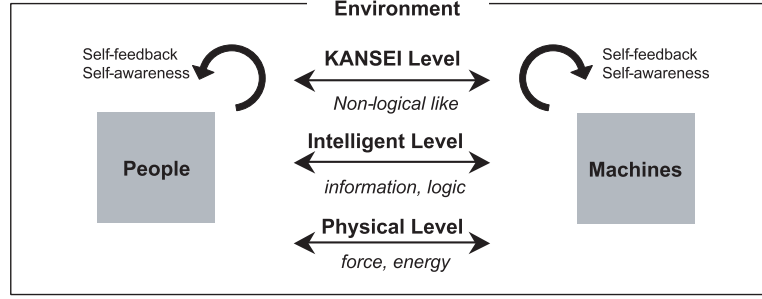 Environment
Self-feedback
Self-awareness
KANSEI Level
Non-logical like
Self-feedback
Self-awareness
People
Intelligent Level
information, logic
Machines
Physical Level
force, energy